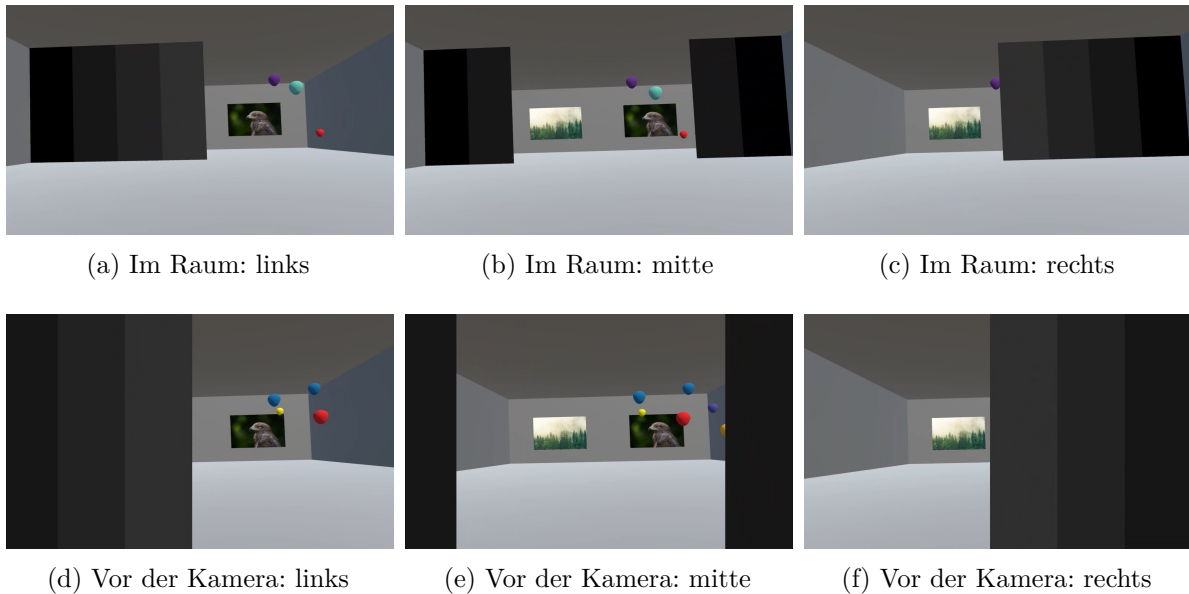 (a) Im Raum: links
(b) Im Raum: mitte
(c) Im Raum: rechts
(d) Vor der Kamera: links
(e) Vor der Kamera: mitte
(f) Vor der Kamera: rechts